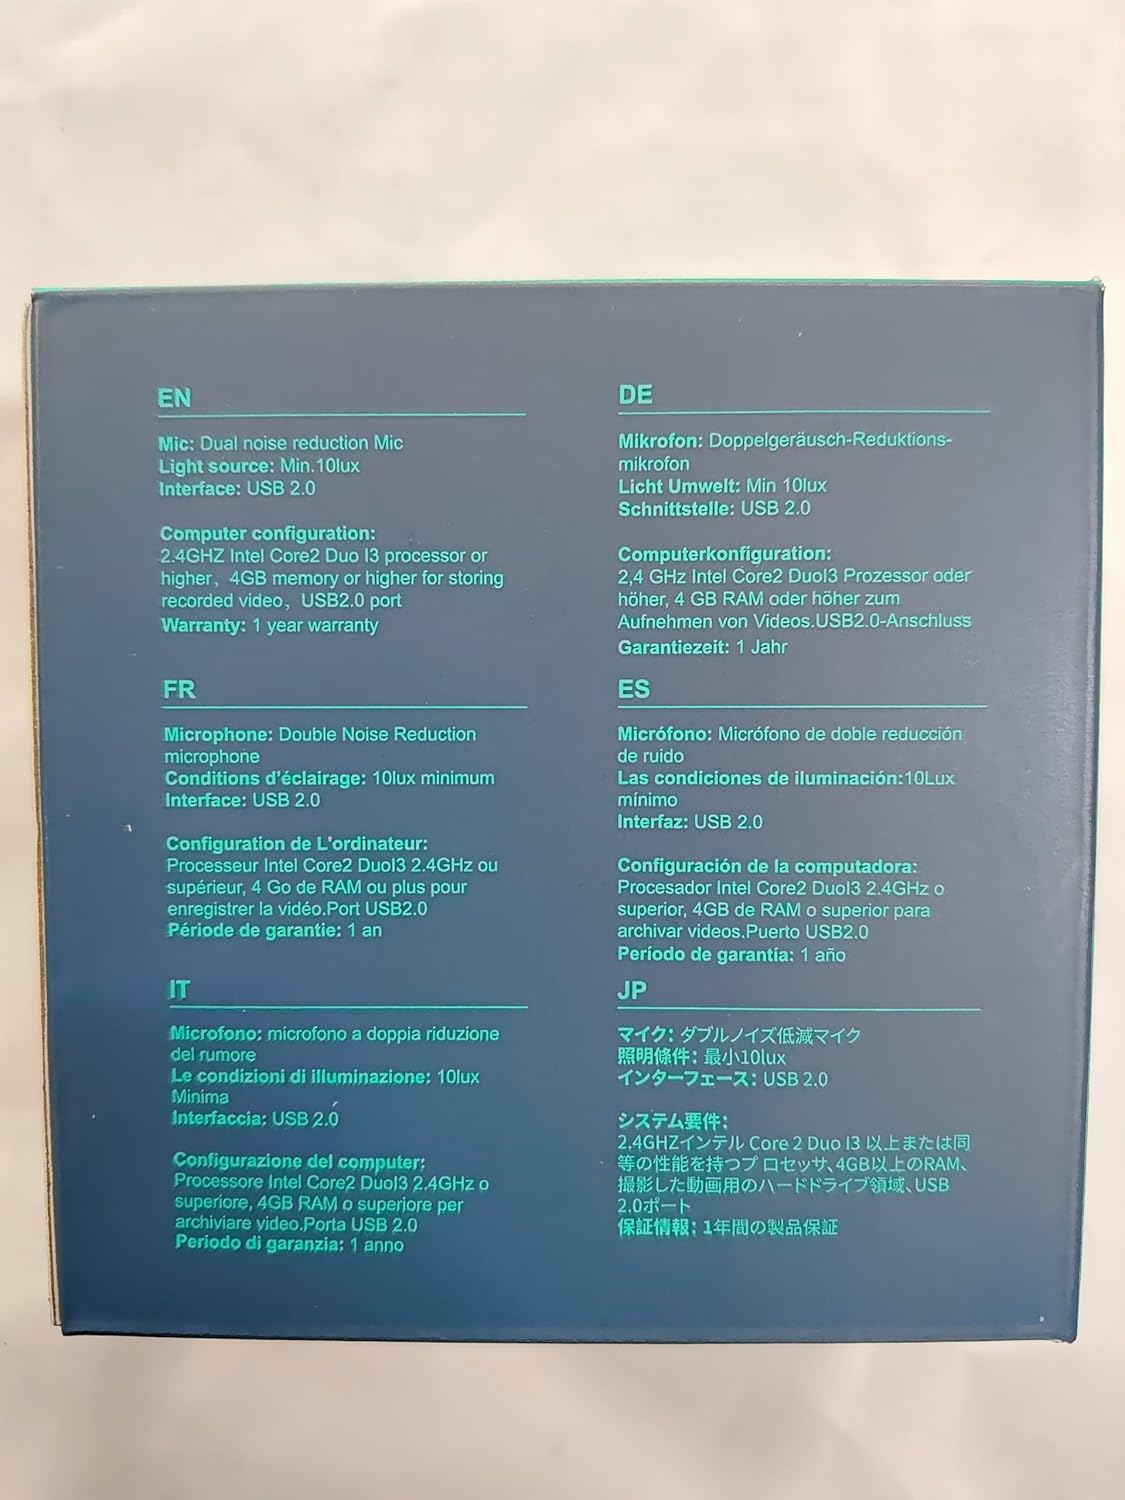 EN
Mic: Dual noise reduction Mic
Light source: Min.10lux
Interface: USB 2.0
Computer configuration:
2.4GHZ Intel Core2 Duo I3 processor or
higher、4GB memory or higher for storing
recorded video、USB2.0 port
Warranty: 1 year warranty
DE
Mikrofon: Doppelgeräusch-Reduktions-
mikrofon
Licht Umwelt: Min 10lux
Schnittstelle: USB 2.0
Computerkonfiguration:
2,4 GHz Intel Core2 DuoI3 Prozessor oder
höher, 4 GB RAM oder höher zum
Aufnehmen von Videos.USB2.0-Anschluss
Garantiezeit: 1 Jahr
FR
Microphone: Double Noise Reduction
microphone
Conditions d'éclairage: 10lux minimum
Interface: USB 2.0
Configuration de L'ordinateur:
Processeur Intel Core2 DuoI3 2.4GHz ou
supérieur, 4 Go de RAM ou plus pour
enregistrer la vidéo.Port USB2.0
Période de garantie: 1 an
ES
Micrófono: Micrófono de doble reducción
de ruido
Las condiciones de iluminación:10Lux
mínimo
Interfaz: USB 2.0
Configuración de la computadora:
Procesador Intel Core2 DuoI3 2.4GHz o
superior, 4GB de RAM o superior para
archivar videos.Puerto USB2.0
Período de garantía: 1 año
IT
Microfono: microfono a doppia riduzione
del rumore
Le condizioni di illuminazione: 10lux
Minima
Interfaccia: USB 2.0
Configurazione del computer:
Processore Intel Core2 DuoI3 2.4GHz o
superiore, 4GB RAM o superiore per
archiviare video.Porta USB 2.0
Periodo di garanzia: 1 anno
JP
マイク: ダブルノイズ低減マイク
照明條件: 最小10lux
インターフェース: USB 2.0
システム要件:
2.4GHZインテル Core 2 Duo I3 以上または同
等の性能を持つプ ロセッサ、4GB以上のRAM、
撮影した動画用のハードドライブ領域、USB
2.0ポート
保証情報: 1年間の製品保証